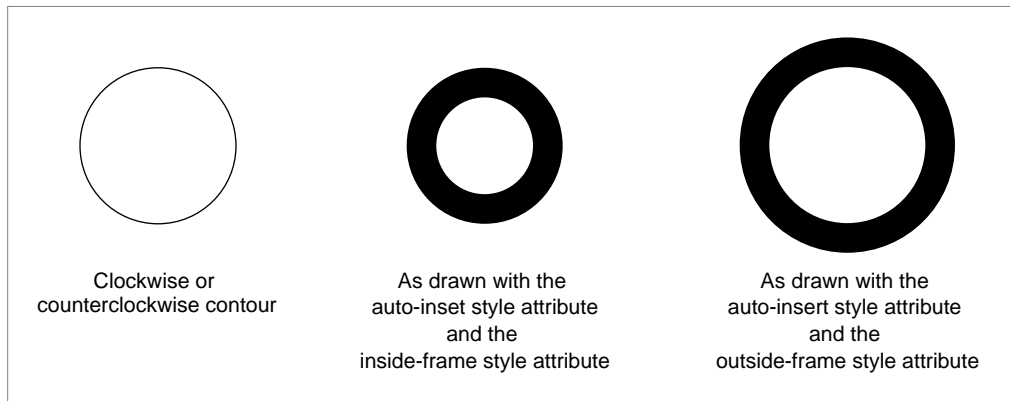 Clockwise or
counterclockwise contour
As drawn with the
auto-inset style attribute
and the
inside-frame style attribute
As drawn with the
auto-insert style attribute
and the
outside-frame style attribute